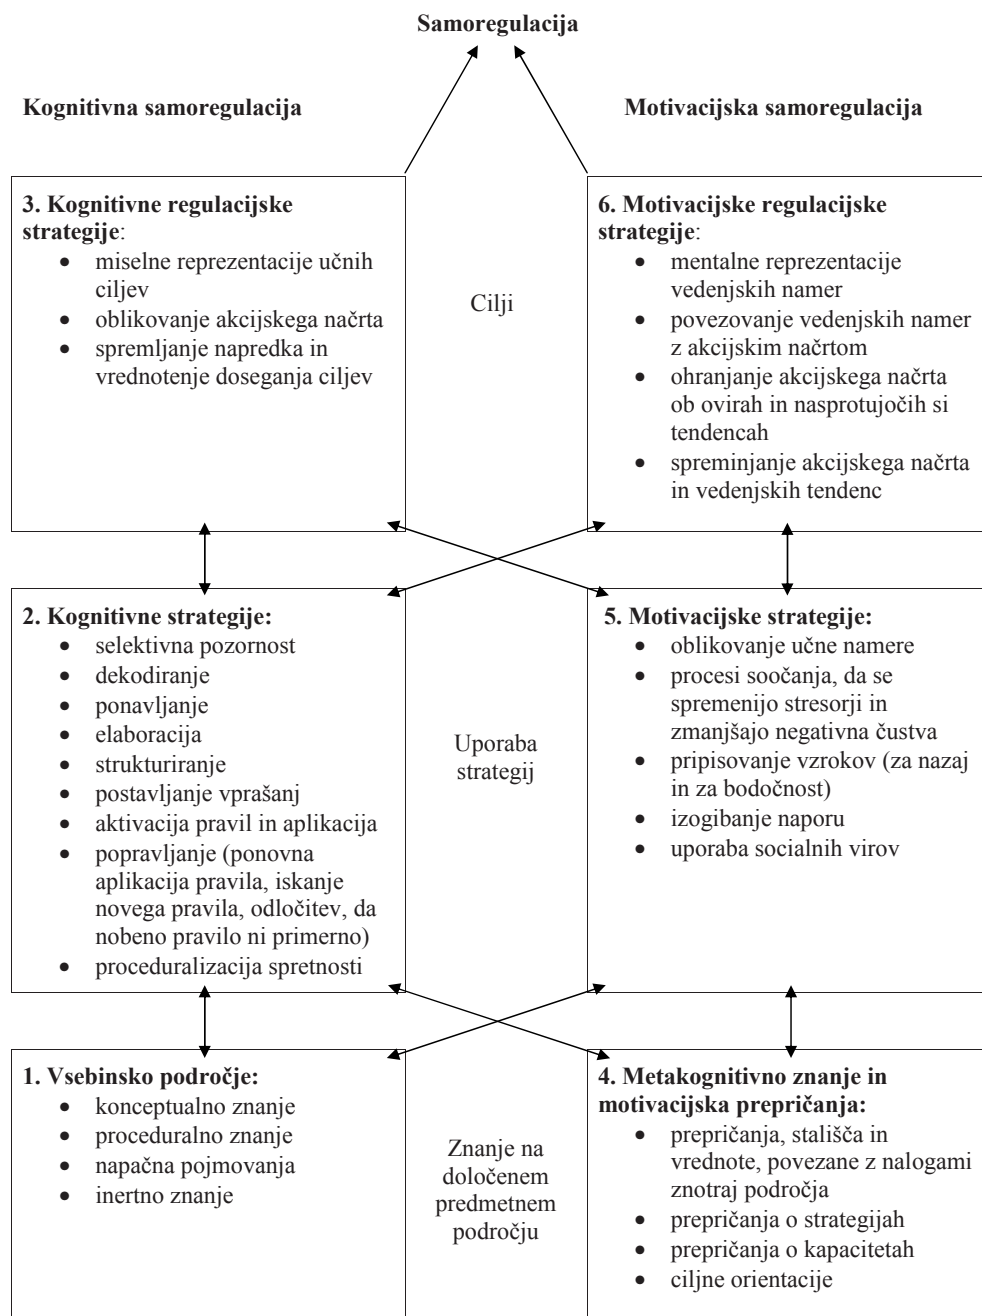 Samoregulacija
Kognitivna samoregulacija
Motivacijska samoregulacija
3. Kognitivne regulacijske
strategije:
• miselne reprezentacije učnih
ciljev
• oblikovanje akcijskega načrta
• spremljanje napredka in
vrednotenje doseganja ciljev
Cilji
6. Motivacijske regulacijske
strategije:
• mentalne reprezentacije
vedenjskih namer
• povezovanje vedenjskih namer
z akcijskim načrtom
• ohranjanje akcijskega načrta
ob ovirah in nasprotujočih si
tendencah
• spreminjanje akcijskega načrta
in vedenjskih tendenc
2. Kognitivne strategije:
• selektivna pozornost
• dekodiranje
• ponavljanje
• elaboracija
• strukturiranje
• postavljanje vprašanj
• aktivacija pravil in aplikacija
• popravljanje (ponovna
aplikacija pravila, iskanje
novega pravila, odločitev, da
nobeno pravilo ni primerno)
• proceduralizacija spretnosti
Uporaba
strategij
5. Motivacijske strategije:
• oblikovanje učne namere
• procesi soočanja, da se
spremenijo stresorji in
zmanjšajo negativna čustva
• pripisovanje vzrokov (za nazaj
in za bodočnost)
• izogibanje naporu
• uporaba socialnih virov
1. Vsebinsko področje:
• konceptualno znanje
• proceduralno znanje
• napačna pojmovanja
• inertno znanje
Znanje na
določenem
predmetnem
področju
4. Metakognitivno znanje in
motivacijska prepričanja:
• prepričanja, stališča in
vrednote, povezane z nalogami
znotraj področja
• prepričanja o strategijah
• prepričanja o kapacitetah
• ciljne orientacije